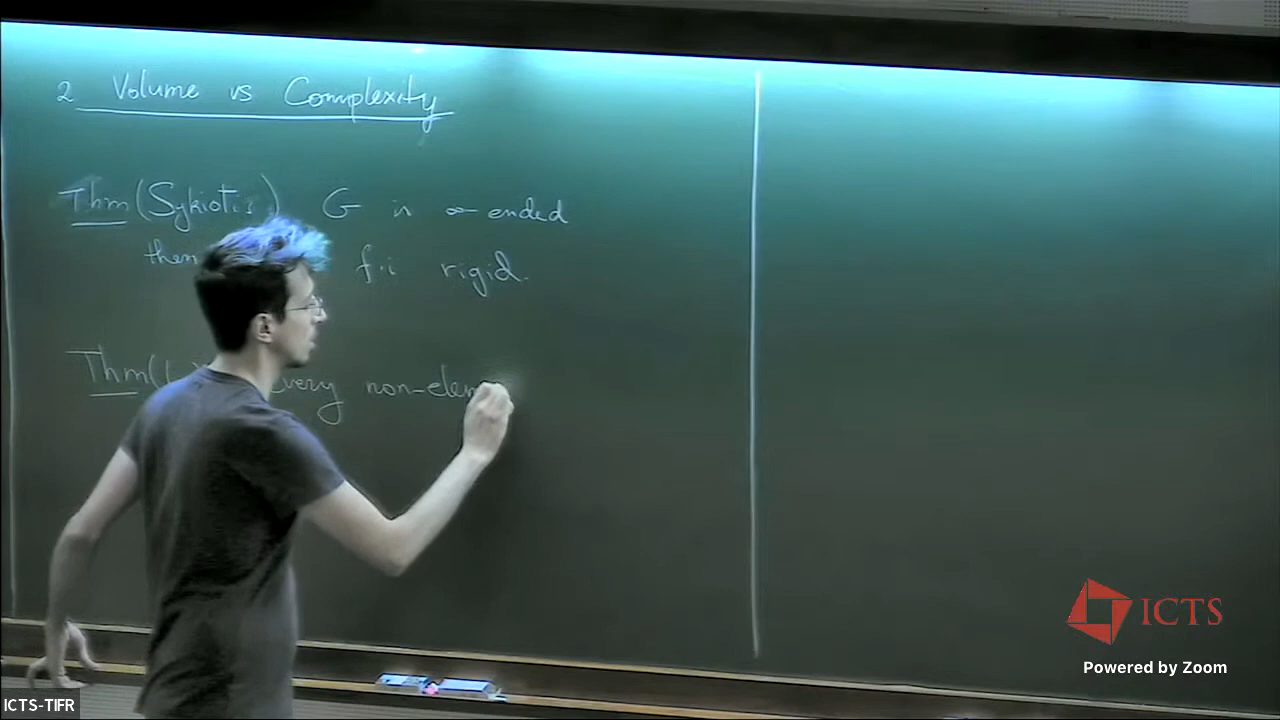 2 Volume vs Complexity
Thm (Sykiotis) G is ∞-ended
then f.i rigid.
Thm ( Every non-elem
ICTS
Powered by Zoom
ICTS-TIFR